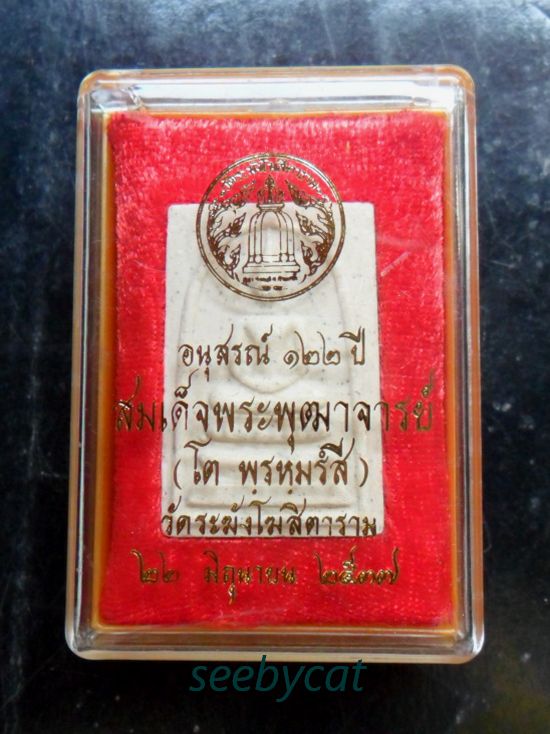 อนุสรณ์ ๑๒๒ ปี
สมเด็จพระพุฒาจารย์
(โต พฺรหฺมรํสี)
วัดระฆังโฆสิตาราม
๒๒ มิถุนายน ๒๕๓๗
seebycat